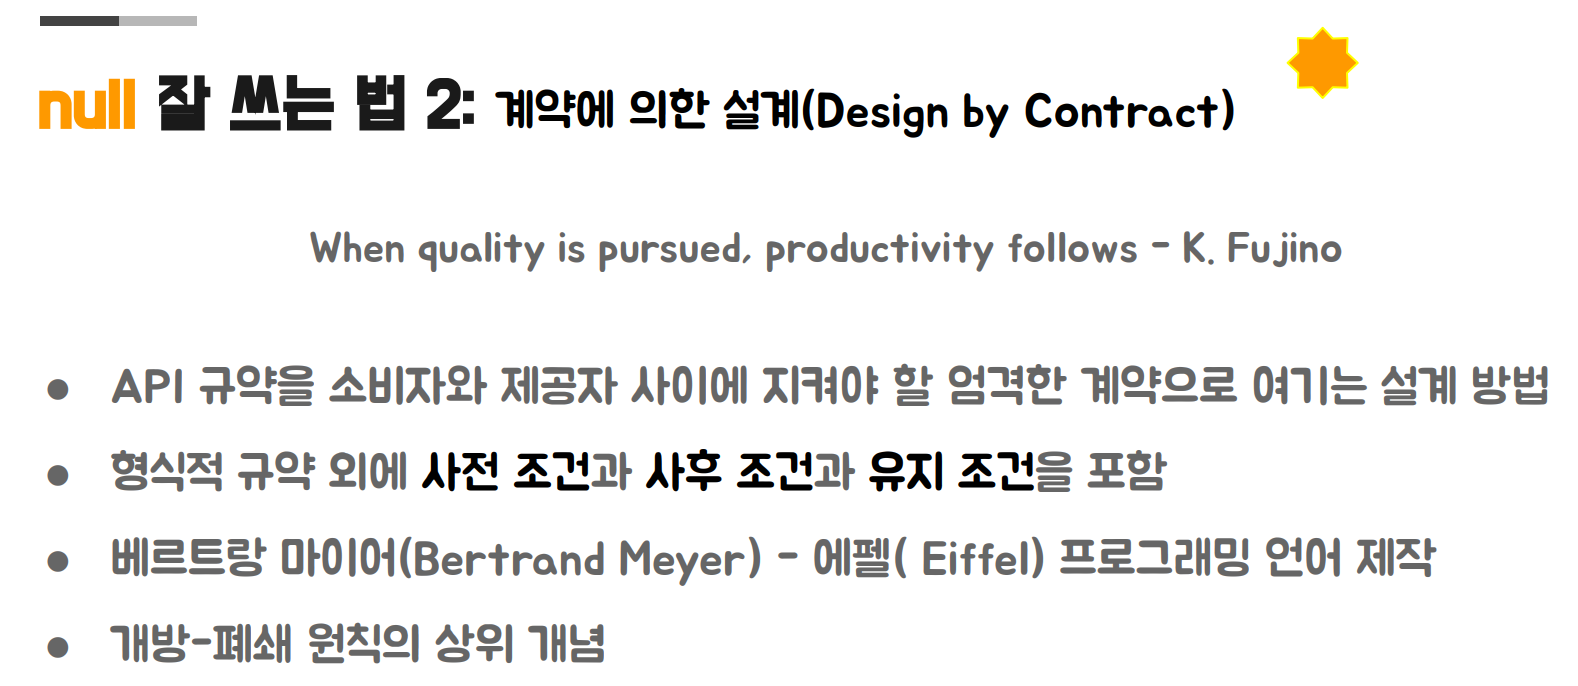 null 잘 쓰는 법 2: 계약에 의한 설계(Design by Contract)
When quality is pursued, productivity follows - K. Fujino
● API 규약을 소비자와 제공자 사이에 지켜야 할 엄격한 계약으로 여기는 설계 방법
● 형식적 규약 외에 사전 조건과 사후 조건과 유지 조건을 포함
● 베르트랑 마이어(Bertrand Meyer) - 에펠( Eiffel) 프로그래밍 언어 제작
● 개방-폐쇄 원칙의 상위 개념